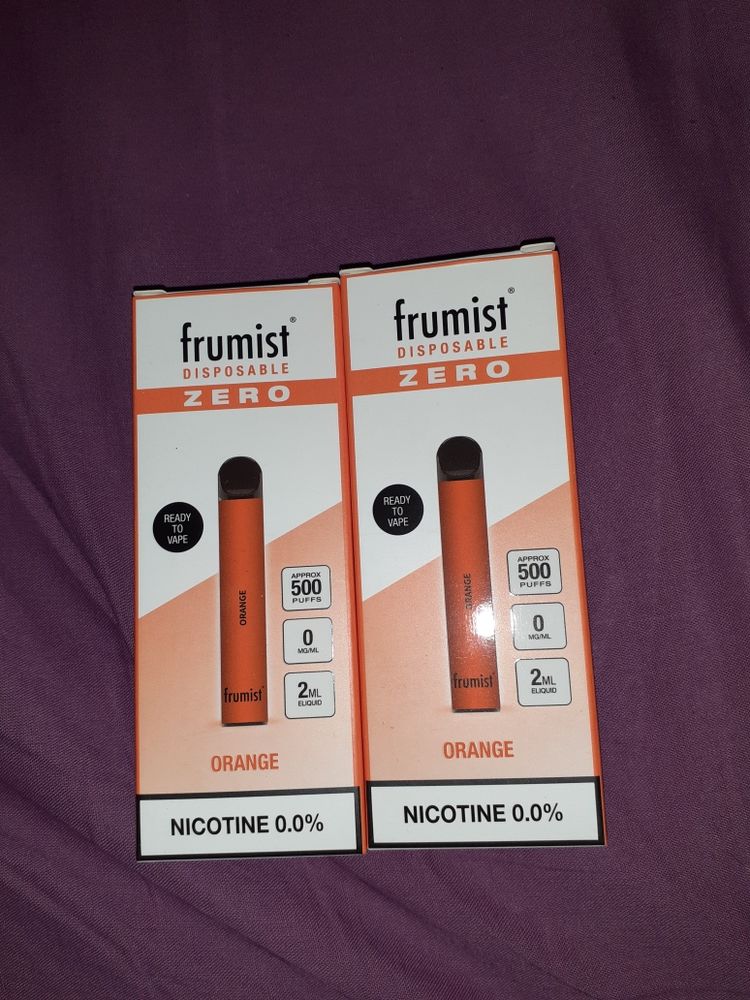 frumist®
DISPOSABLE
ZERO
READY
TO
VAPE
ORANGE
APPROX
500
PUFFS
0
MG/ML
2ML
ELIQUID
frumist
ORANGE
NICOTINE 0.0%
frumist®
DISPOSABLE
ZERO
READY
TO
VAPE
ORANGE
APPROX
500
PUFFS
0
MG/ML
2ML
ELIQUID
frumist
ORANGE
NICOTINE 0.0%